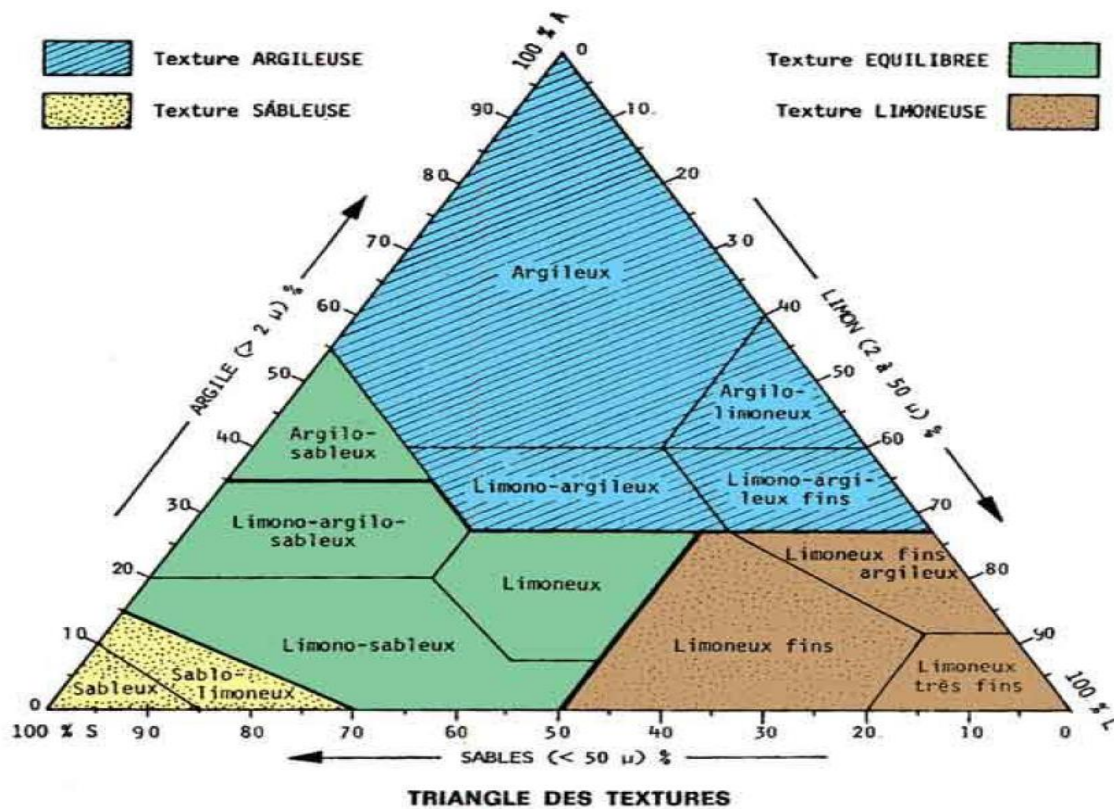 Texture ARGILEUSE
Texture SÁBLEUSE
Texture EQUILIBREE
Texture LIMONEUSE
100 % A
0
90
10
80
20
70
30
60
40
50
50
40
60
30
70
20
80
10
90
0
100 % L
ARGILE (> 2 µ) %
LIMON (2 à 50 µ) %
Argileux
Argilo-
limoneux
Argilo-
sableux
Limono-argileux
Limono-argi-
leux fins
Limono-argilo-
sableux
Limoneux
Limoneux fins
argileux
Limono-sableux
Limoneux fins
Sableux
Sablo-
limoneux
Limoneux
très fins
100 % S
90
80
70
60
50
40
30
20
10
0
SABLES (< 50 µ) %
TRIANGLE DES TEXTURES